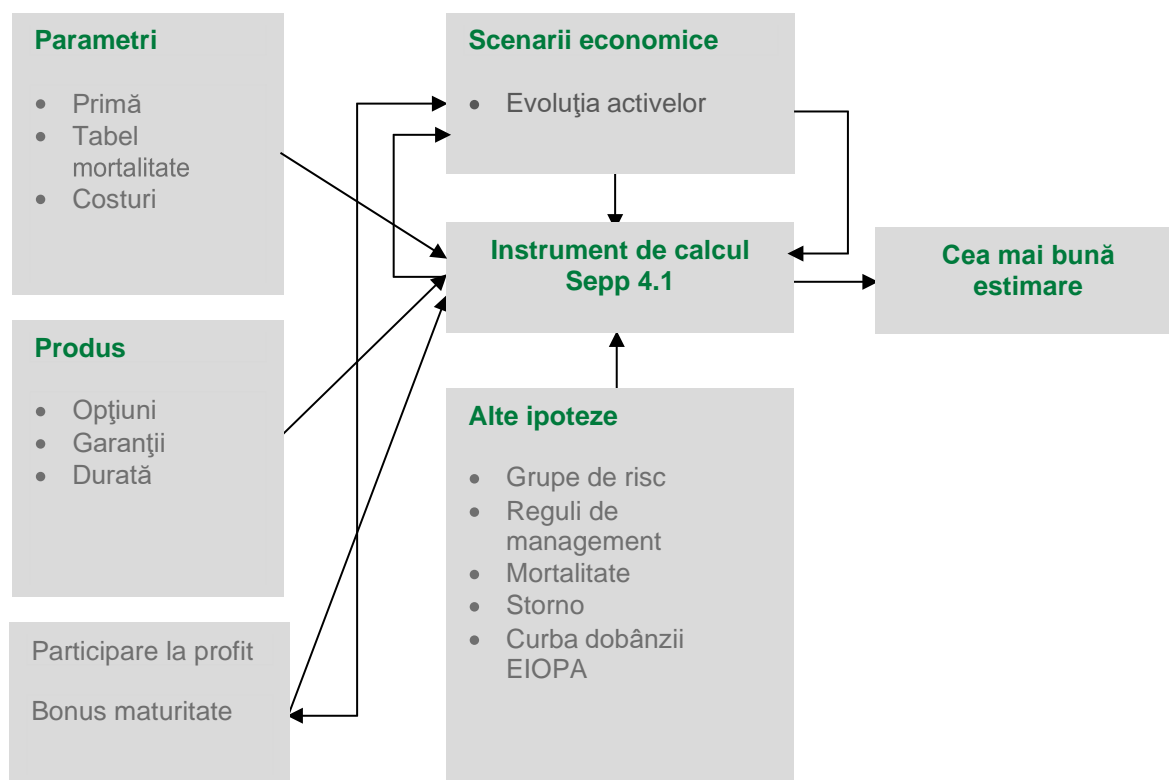 Parametri
• Primă
• Tabel
mortalitate
• Costuri
Scenarii economice
• Evoluţia activelor
Instrument de calcul
Sepp 4.1
Cea mai bună
estimare
Produs
• Opţiuni
• Garanţii
• Durată
Alte ipoteze
• Grupe de risc
• Reguli de
management
• Mortalitate
• Storno
• Curba dobânzii
EIOPA
Participare la profit
Bonus maturitate